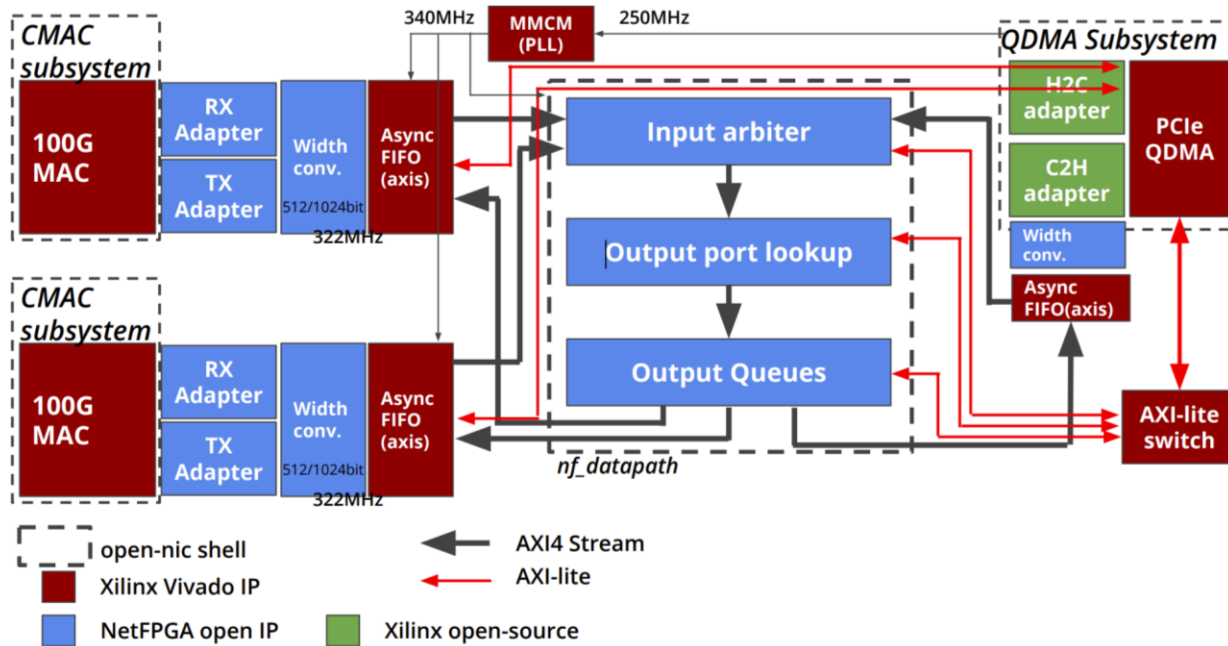 CMAC
subsystem
340MHz
MMCM
(PLL)
250MHz
QDMA Subsystem
100G
MAC
RX
Adapter
TX
Adapter
Width
conv.
512/1024bit
322MHz
Async
FIFO
(axis)
Input arbiter
Output port lookup
Output Queues
nf_datapath
H2C
adapter
C2H
adapter
PCIe
QDMA
Width
conv.
Async
FIFO(axis)
AXI-lite
switch
CMAC
subsystem
100G
MAC
RX
Adapter
TX
Adapter
Width
conv.
512/1024bit
322MHz
Async
FIFO
(axis)
open-nic shell
AXI4 Stream
Xilinx Vivado IP
AXI-lite
NetFPGA open IP
Xilinx open-source